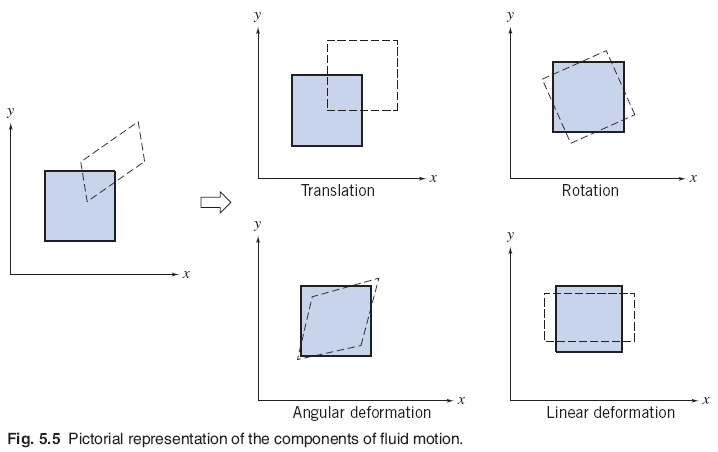 y
x
y
x
Translation
y
x
Rotation
y
x
Angular deformation
y
x
Linear deformation
Fig. 5.5 Pictorial representation of the components of fluid motion.